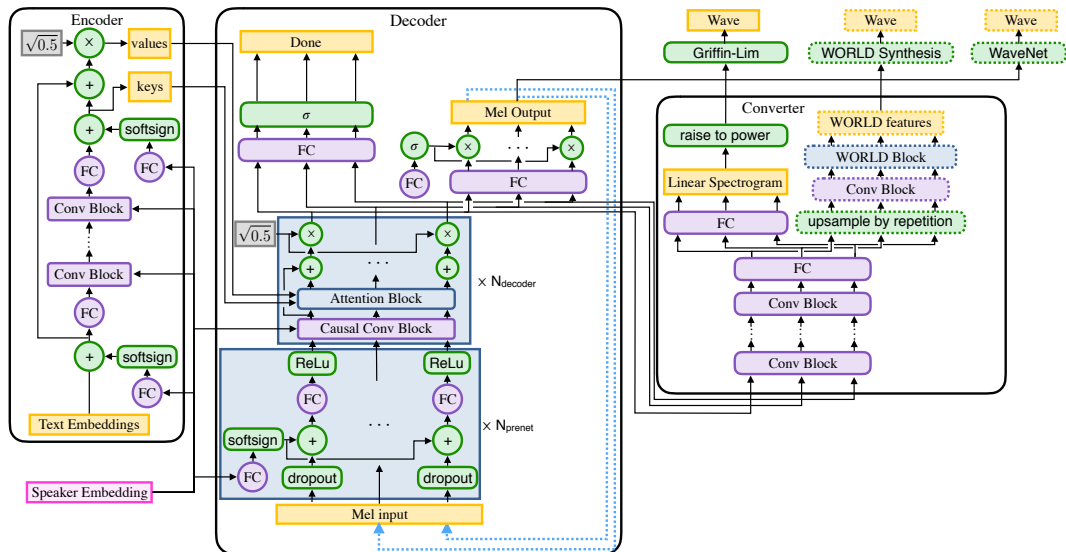 Encoder
√0.5
×
values
+
keys
+
softsign
FC
FC
Conv Block
Conv Block
FC
+
softsign
FC
Text Embeddings
Speaker Embedding
Decoder
Done
σ
FC
Mel Output
σ
×
. . .
×
FC
FC
√0.5
×
×
+
. . .
+
× Ndecoder
Attention Block
Causal Conv Block
ReLu
ReLu
FC
FC
. . .
× Nprenet
softsign
+
+
FC
dropout
dropout
Mel input
Wave
Wave
Wave
Griffin-Lim
WORLD Synthesis
WaveNet
Converter
raise to power
WORLD features
WORLD Block
Linear Spectrogram
Conv Block
FC
upsample by repetition
FC
Conv Block
Conv Block